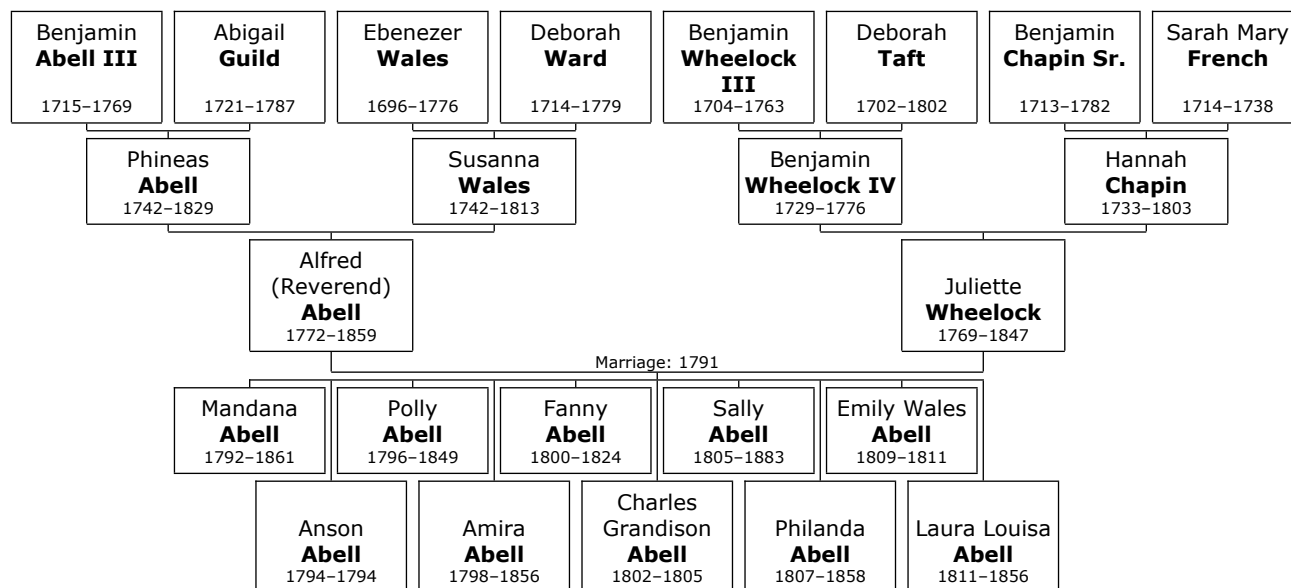 Benjamin
Abell III
1715–1769
Abigail
Guild
1721–1787
Ebenezer
Wales
1696–1776
Deborah
Ward
1714–1779
Benjamin
Wheelock
III
1704–1763
Deborah
Taft
1702–1802
Benjamin
Chapin Sr.
1713–1782
Sarah Mary
French
1714–1738
Phineas
Abell
1742–1829
Susanna
Wales
1742–1813
Benjamin
Wheelock IV
1729–1776
Hannah
Chapin
1733–1803
Alfred
(Reverend)
Abell
1772–1859
Juliette
Wheelock
1769–1847
Marriage: 1791
Mandana
Abell
1792–1861
Polly
Abell
1796–1849
Fanny
Abell
1800–1824
Sally
Abell
1805–1883
Emily Wales
Abell
1809–1811
Anson
Abell
1794–1794
Amira
Abell
1798–1856
Charles
Grandison
Abell
1802–1805
Philanda
Abell
1807–1858
Laura Louisa
Abell
1811–1856